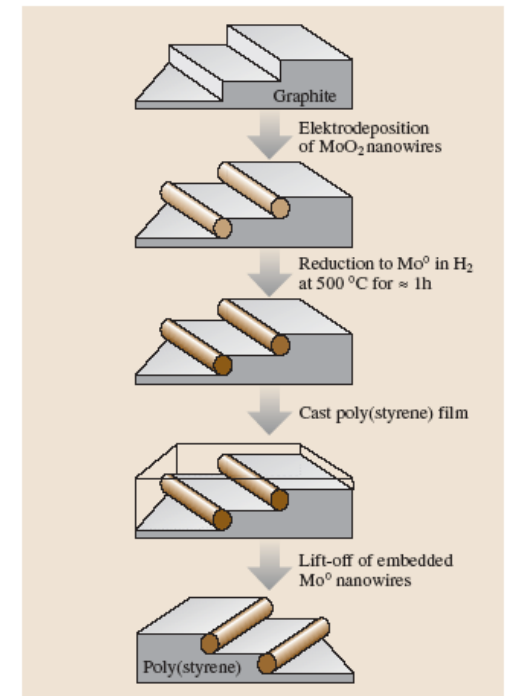 Graphite
Elektrodeposition
of MoO₂ nanowires
Reduction to Mo⁰ in H₂
at 500 °C for ≈ 1h
Cast poly(styrene) film
Lift-off of embedded
Mo⁰ nanowires
Poly(styrene)